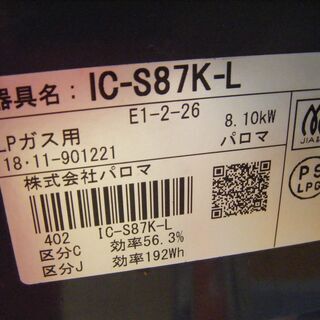 器具名：IC-S87K-L
E1-2-26
LPガス用 8.10kW
18・11-901221 パロマ
株式会社パロマ
402 IC-S87K-L
区分C 効率56.3%
区分J 効率192Wh
JIA
PS
LPG